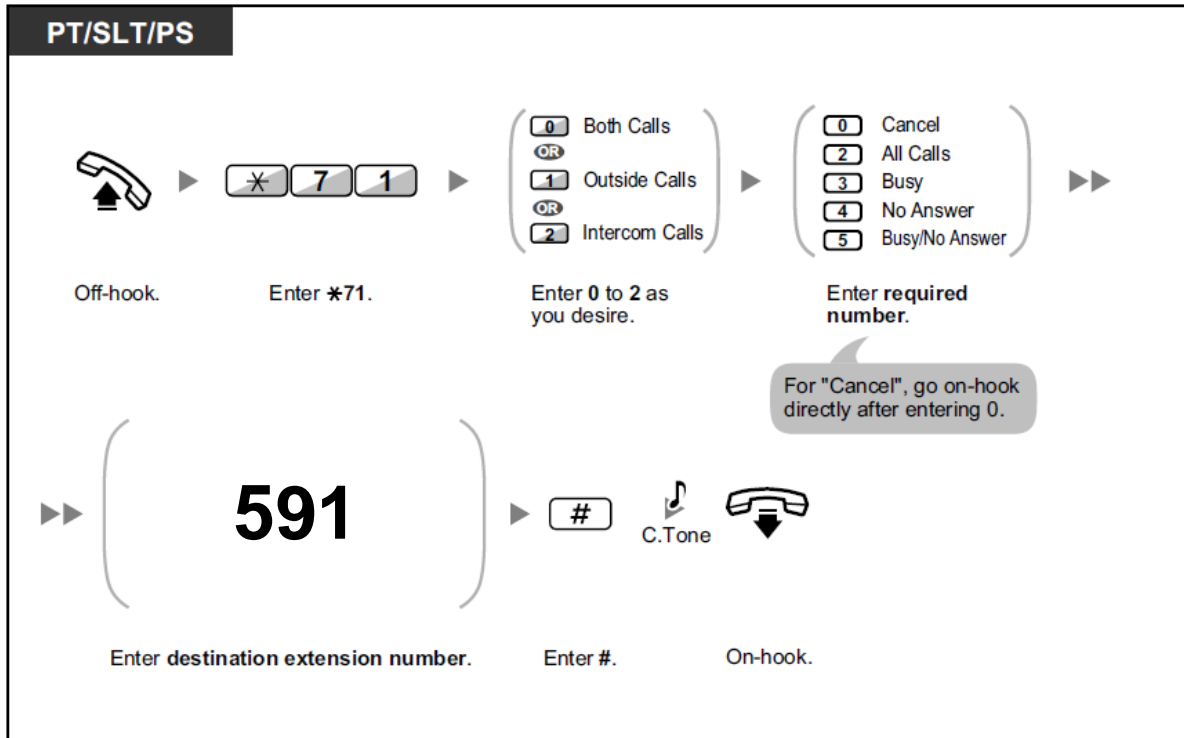 PT/SLT/PS
0 Both Calls
OR
1 Outside Calls
OR
2 Intercom Calls
0 Cancel
2 All Calls
3 Busy
4 No Answer
5 Busy/No Answer
* 7 1
Off-hook.
Enter *71.
Enter 0 to 2 as
you desire.
Enter required
number.
For "Cancel", go on-hook
directly after entering 0.
591
#
C.Tone
Enter destination extension number.
Enter #.
On-hook.